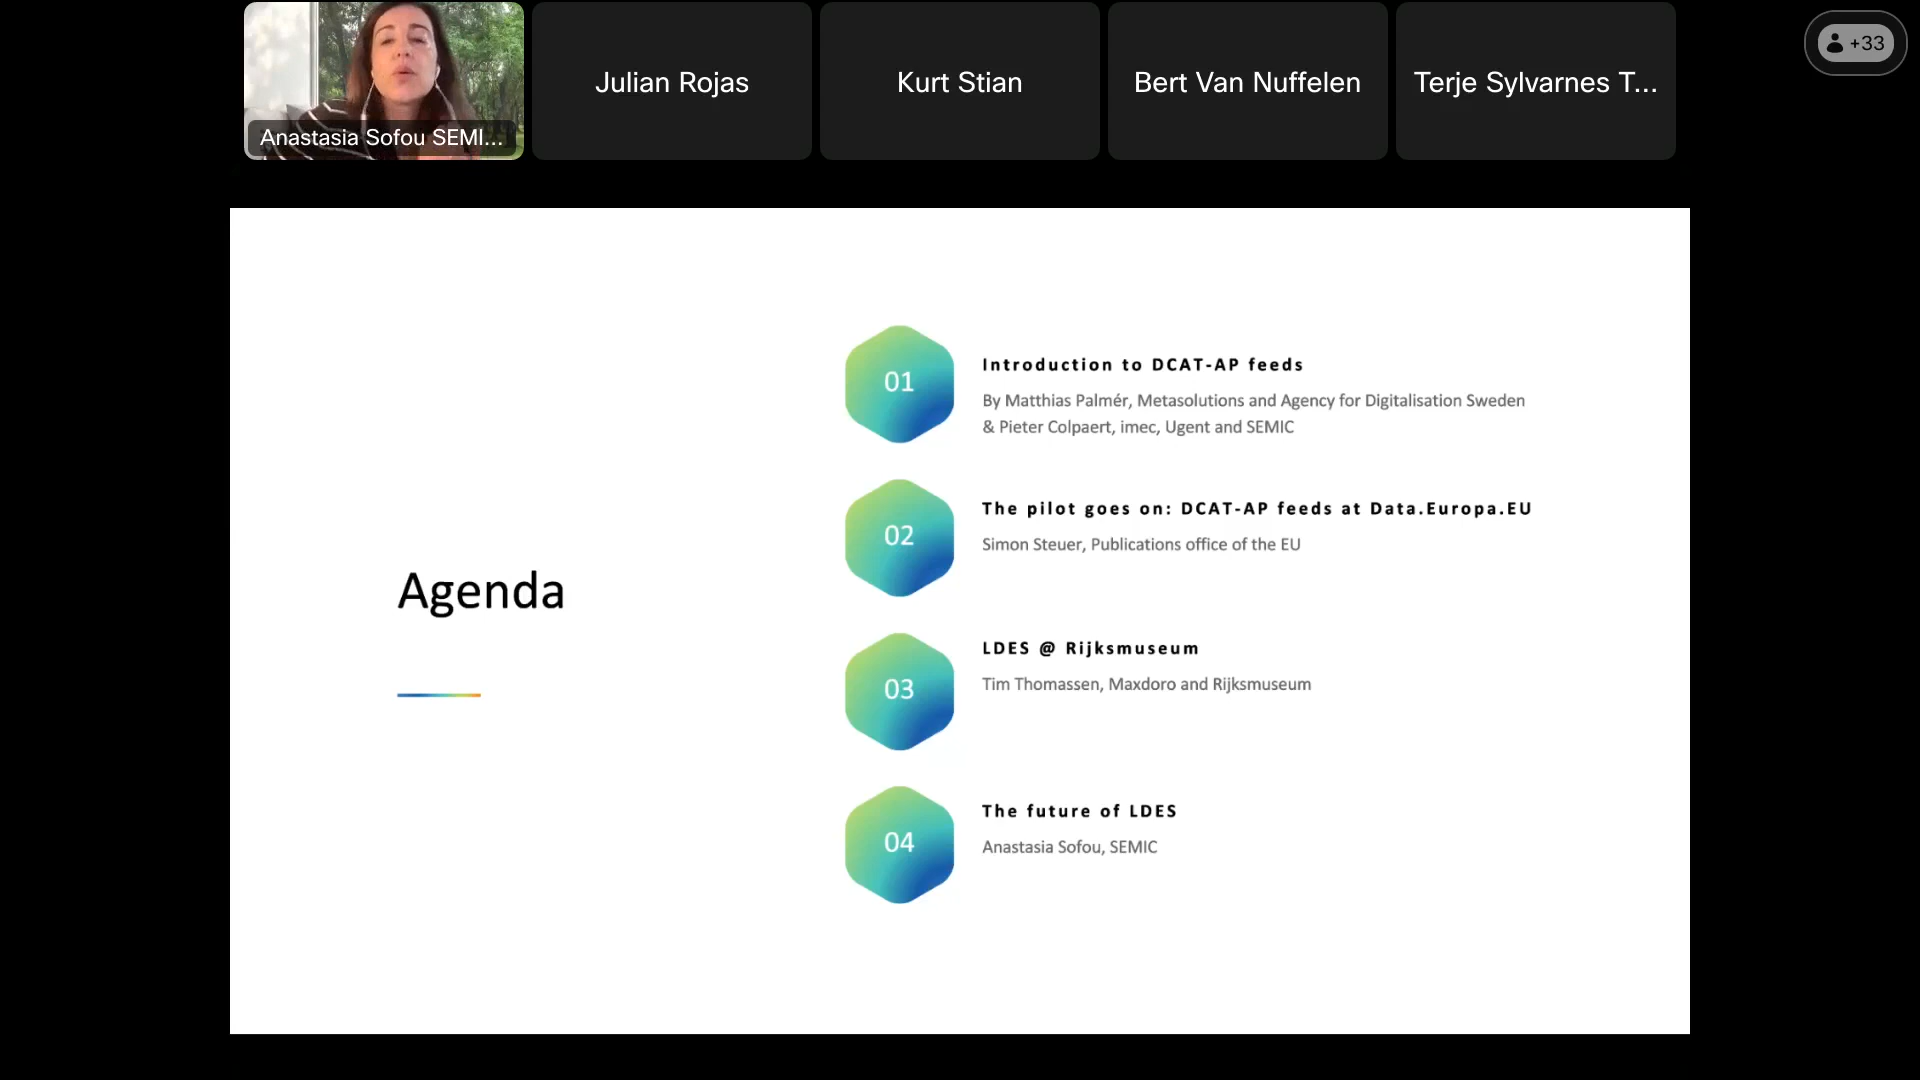 Anastasia Sofou SEMI...
Julian Rojas
Kurt Stian
Bert Van Nuffelen
Terje Sylvarnes T...
+33
Agenda
01
Introduction to DCAT-AP feeds
By Matthias Palmér, Metasolutions and Agency for Digitalisation Sweden
& Pieter Colpaert, imec, Ugent and SEMIC
02
The pilot goes on: DCAT-AP feeds at Data.Europa.EU
Simon Steuer, Publications office of the EU
03
LDES @ Rijksmuseum
Tim Thomassen, Maxdoro and Rijksmuseum
04
The future of LDES
Anastasia Sofou, SEMIC